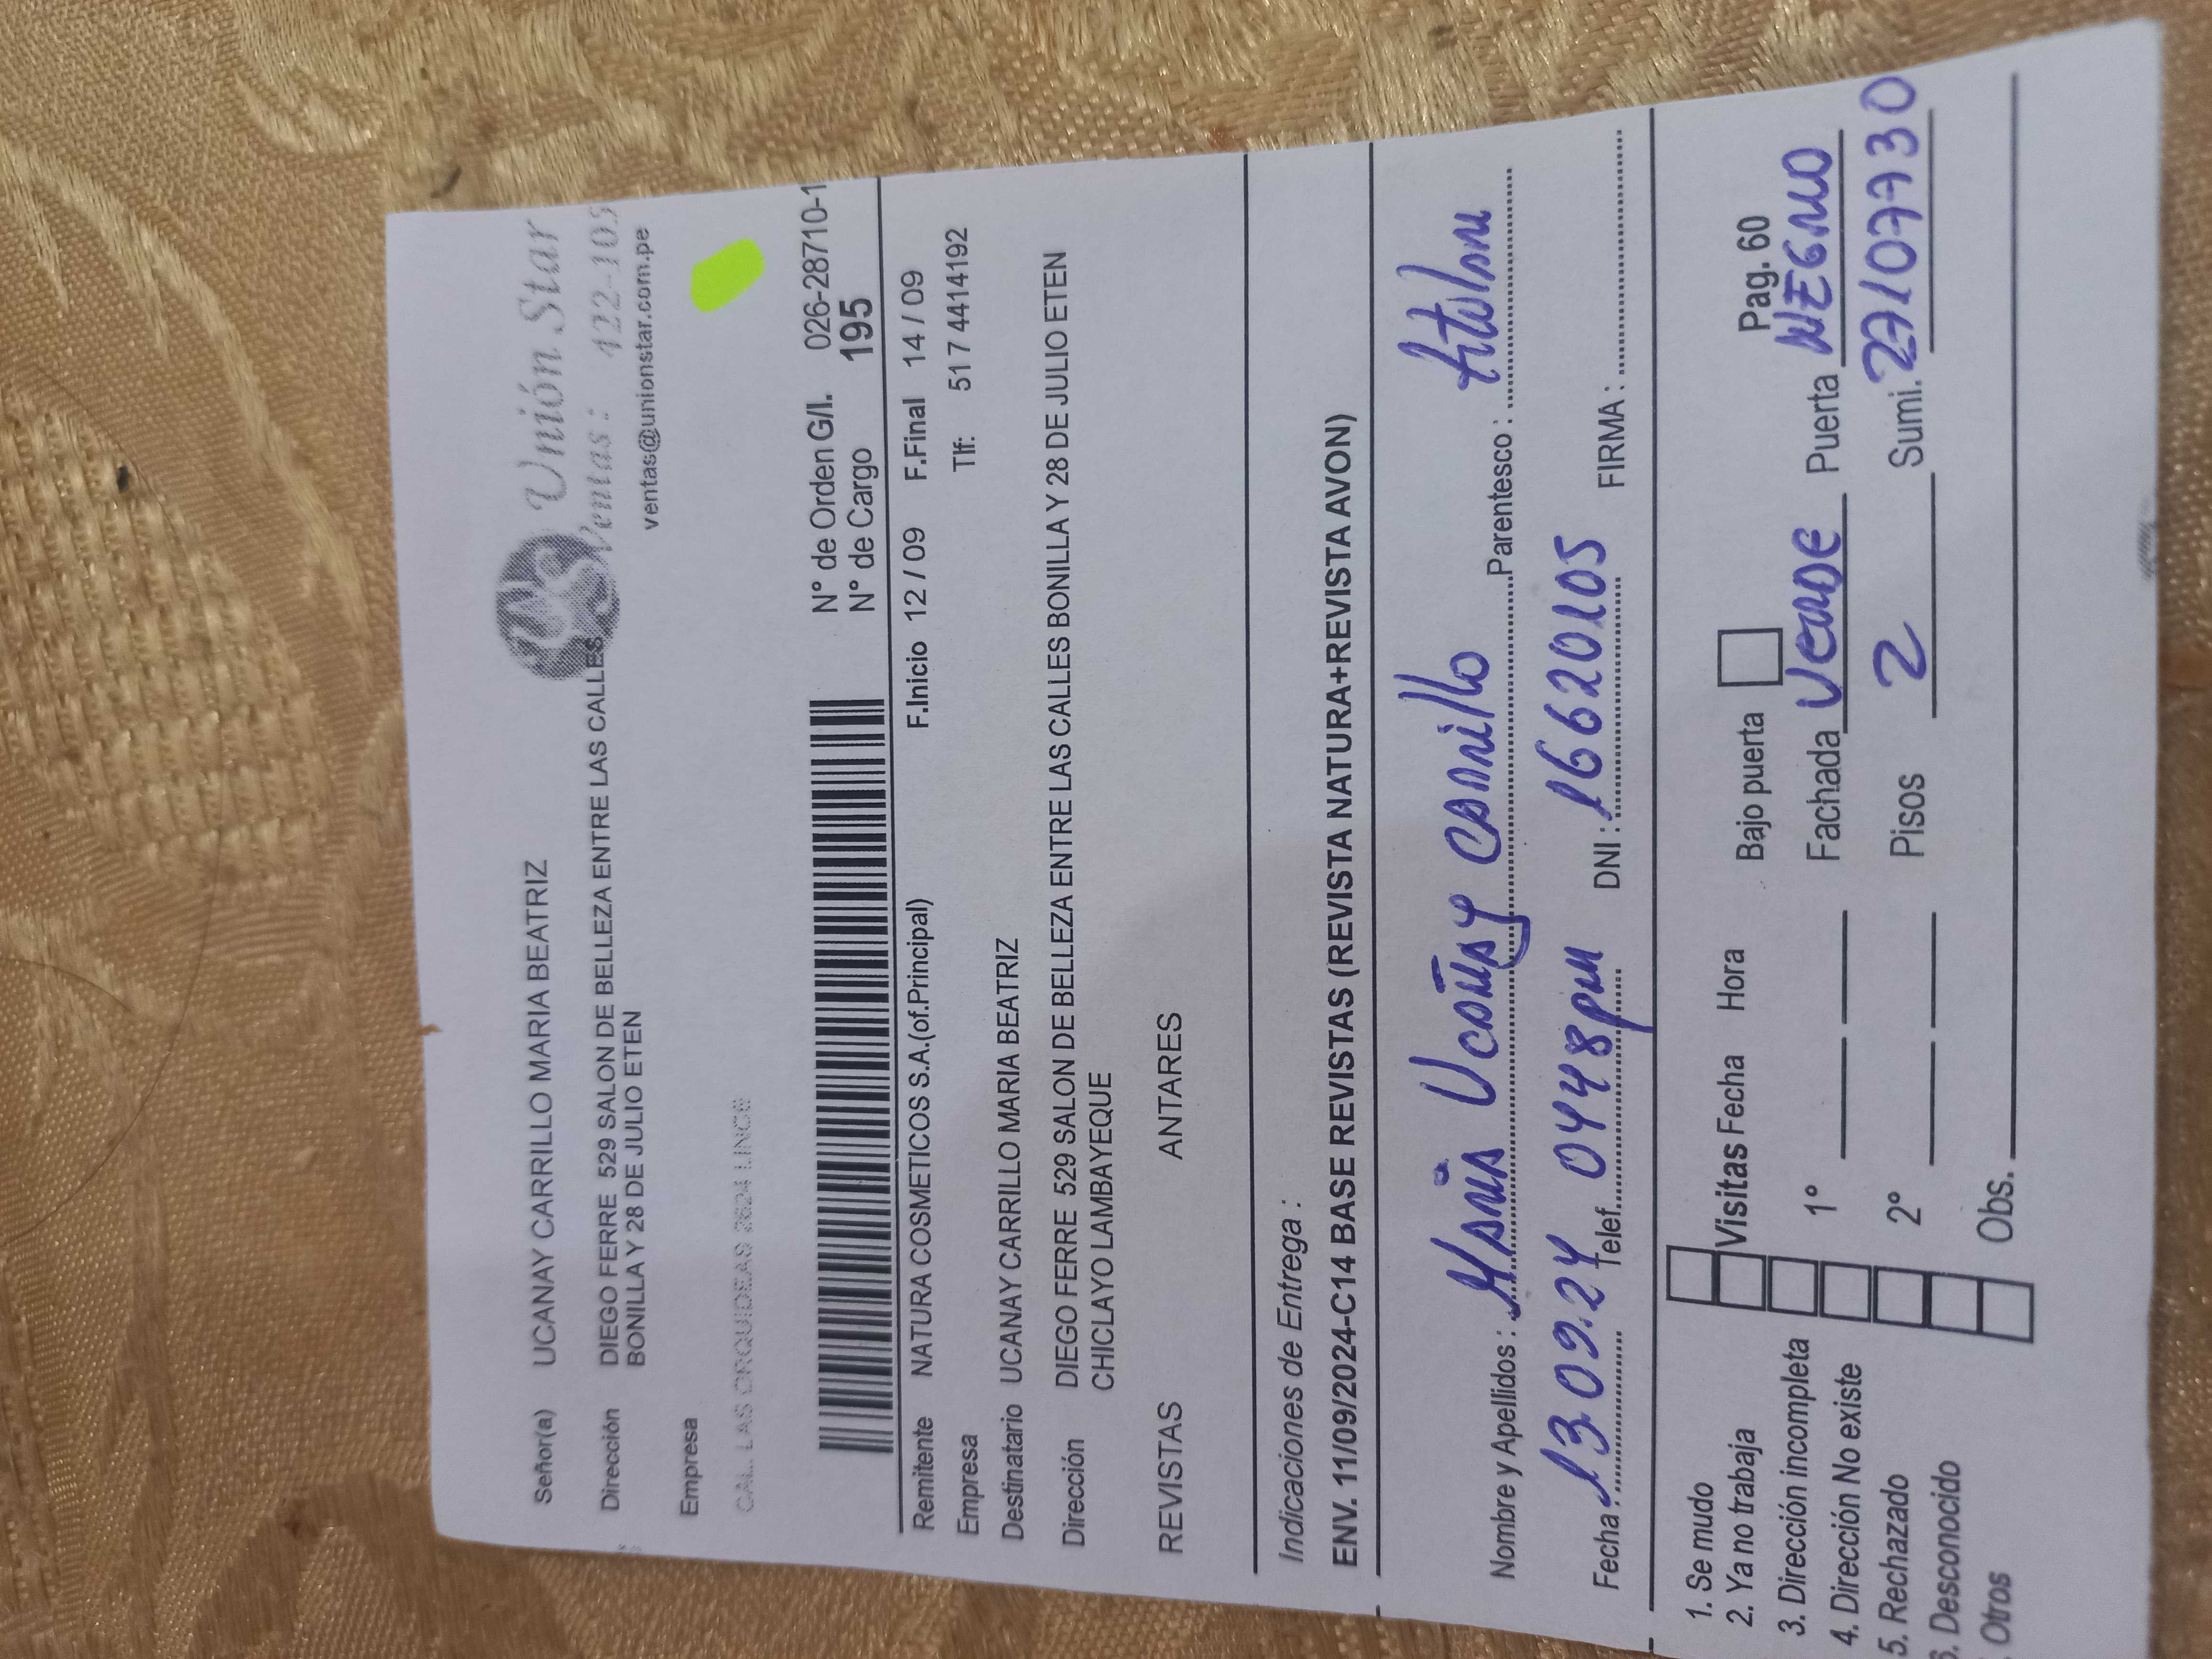 Señor(a) UCANAY CARRILLO MARIA BEATRIZ
Unión Star
Ventas: 122-105
ventas@unionstar.com.pe
Dirección DIEGO FERRE 529 SALON DE BELLEZA ENTRE LAS CALLES
BONILLA Y 28 DE JULIO ETEN
Empresa
CAL. LAS ORQUIDEAS 2624 LINCE
N° de Orden G/I. 026-28710-1
N° de Cargo 195
Remitente NATURA COSMETICOS S.A.(of.Principal) F.Inicio 12 / 09 F.Final 14 / 09
Empresa Tlf: 51 7 4414192
Destinatario UCANAY CARRILLO MARIA BEATRIZ
Dirección DIEGO FERRE 529 SALON DE BELLEZA ENTRE LAS CALLES BONILLA Y 28 DE JULIO ETEN
CHICLAYO LAMBAYEQUE
REVISTAS ANTARES
Indicaciones de Entrega :
ENV. 11/09/2024-C14 BASE REVISTAS (REVISTA NATURA+REVISTA AVON)
Nombre y Apellidos : María Ucañay Carrillo Parentesco : titular
Fecha : 13.09.24 Telef. 0448pm DNI : 16620105 FIRMA :
1. Se mudo
2. Ya no trabaja
3. Dirección incompleta
4. Dirección No existe
5. Rechazado
6. Desconocido
Otros
Visitas Fecha Hora Bajo puerta Pag. 60
1° Fachada Verde Puerta NEGRO
2° Pisos 2 Sumi. 27107730
Obs.